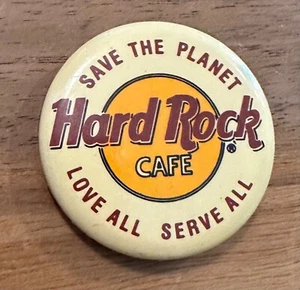 SAVE THE PLANET
Hard Rock®
CAFE
LOVE ALL SERVE ALL